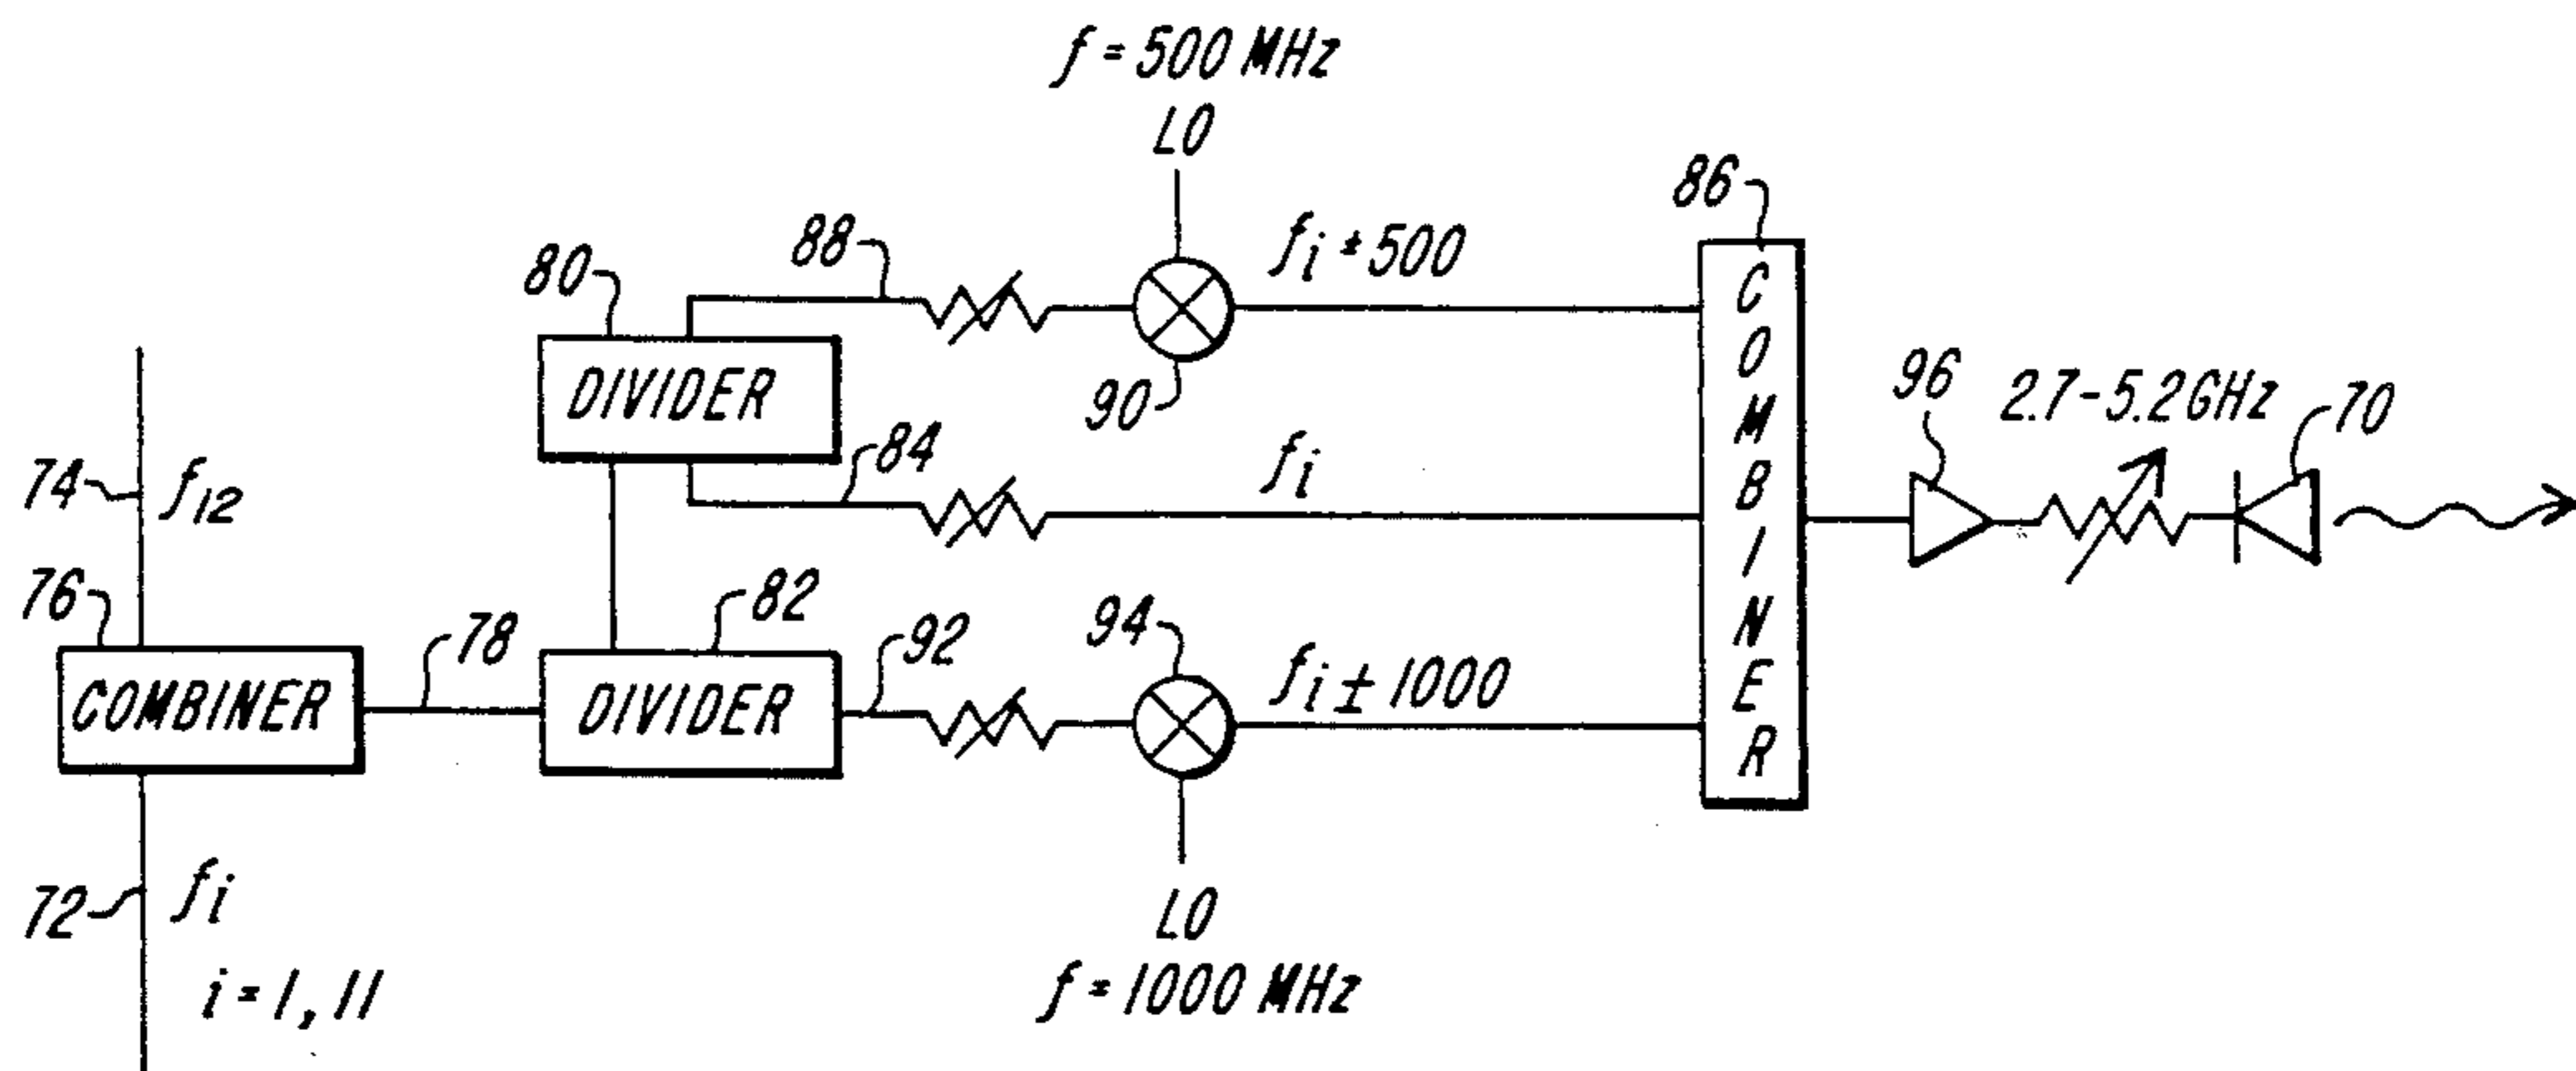 f = 500 MHz
LO
86
88
fi ± 500
80
COMBINER
DIVIDER
90
96
2.7-5.2 GHz
70
84
fi
74
f12
76
82
78
92
94
fi ± 1000
COMBINER
DIVIDER
72
fi
LO
i = 1, 11
f = 1000 MHz